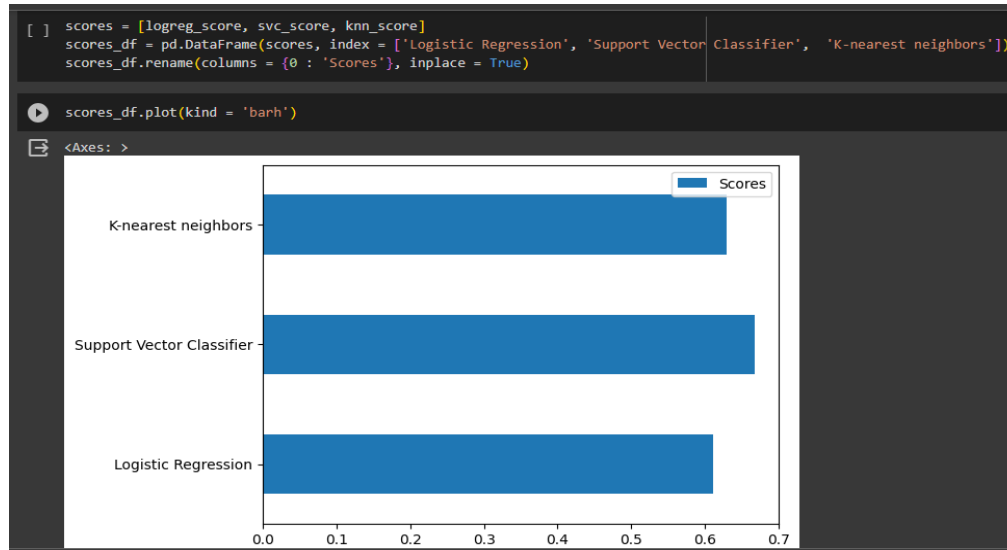 [ ] scores = [logreg_score, svc_score, knn_score]
scores_df = pd.DataFrame(scores, index = ['Logistic Regression', 'Support Vector Classifier',  'K-nearest neighbors'])
scores_df.rename(columns = {0 : 'Scores'}, inplace = True)
scores_df.plot(kind = 'barh')
<Axes: >
Scores
K-nearest neighbors
Support Vector Classifier
Logistic Regression
0.0 0.1 0.2 0.3 0.4 0.5 0.6 0.7